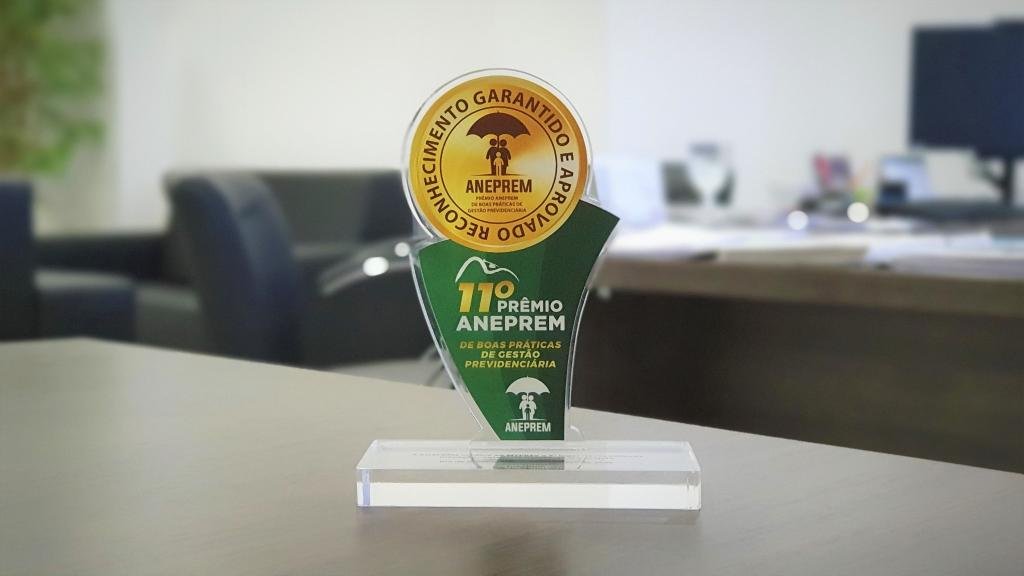 RECONHECIMENTO GARANTIDO E APROVADO
ANEPREM
PRÊMIO ANEPREM
DE BOAS PRÁTICAS DE
GESTÃO PREVIDENCIÁRIA
11º
PRÊMIO
ANEPREM
DE BOAS PRÁTICAS
DE GESTÃO
PREVIDENCIÁRIA
ANEPREM